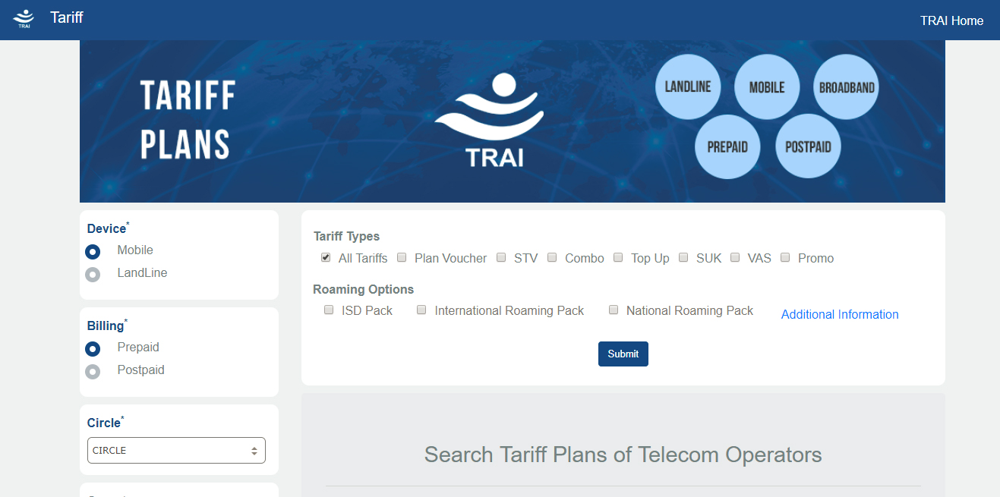 TRAI
Tariff
TRAI Home
TARIFF
PLANS
TRAI
LANDLINE
MOBILE
BROADBAND
PREPAID
POSTPAID
Device*
Mobile
LandLine
Billing*
Prepaid
Postpaid
Circle*
CIRCLE
Tariff Types
All Tariffs Plan Voucher STV Combo Top Up SUK VAS Promo
Roaming Options
ISD Pack International Roaming Pack National Roaming Pack Additional Information
Submit
Search Tariff Plans of Telecom Operators